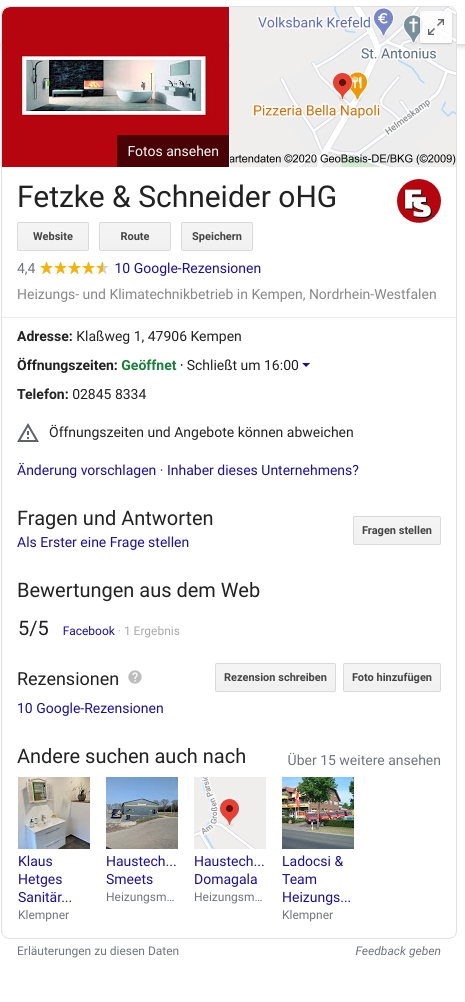 Volksbank Krefeld
St. Antonius
Pizzeria Bella Napoli
Helmeskamp
Fotos ansehen
artendaten ©2020 GeoBasis-DE/BKG (©2009)
Fetzke & Schneider oHG
FS
Website Route Speichern
4,4 10 Google-Rezensionen
Heizungs- und Klimatechnikbetrieb in Kempen, Nordrhein-Westfalen
Adresse: Klaßweg 1, 47906 Kempen
Öffnungszeiten: Geöffnet · Schließt um 16:00
Telefon: 02845 8334
Öffnungszeiten und Angebote können abweichen
Änderung vorschlagen · Inhaber dieses Unternehmens?
Fragen und Antworten
Fragen stellen
Als Erster eine Frage stellen
Bewertungen aus dem Web
5/5 Facebook · 1 Ergebnis
Rezensionen ? Rezension schreiben Foto hinzufügen
10 Google-Rezensionen
Andere suchen auch nach Über 15 weitere ansehen
Am Großen Parsick
Klaus Hetges Sanitär...
Klempner
Haustech... Smeets
Heizungsm...
Haustech... Domagala
Heizungsm...
Ladocsi & Team Heizungs...
Klempner
Erläuterungen zu diesen Daten Feedback geben